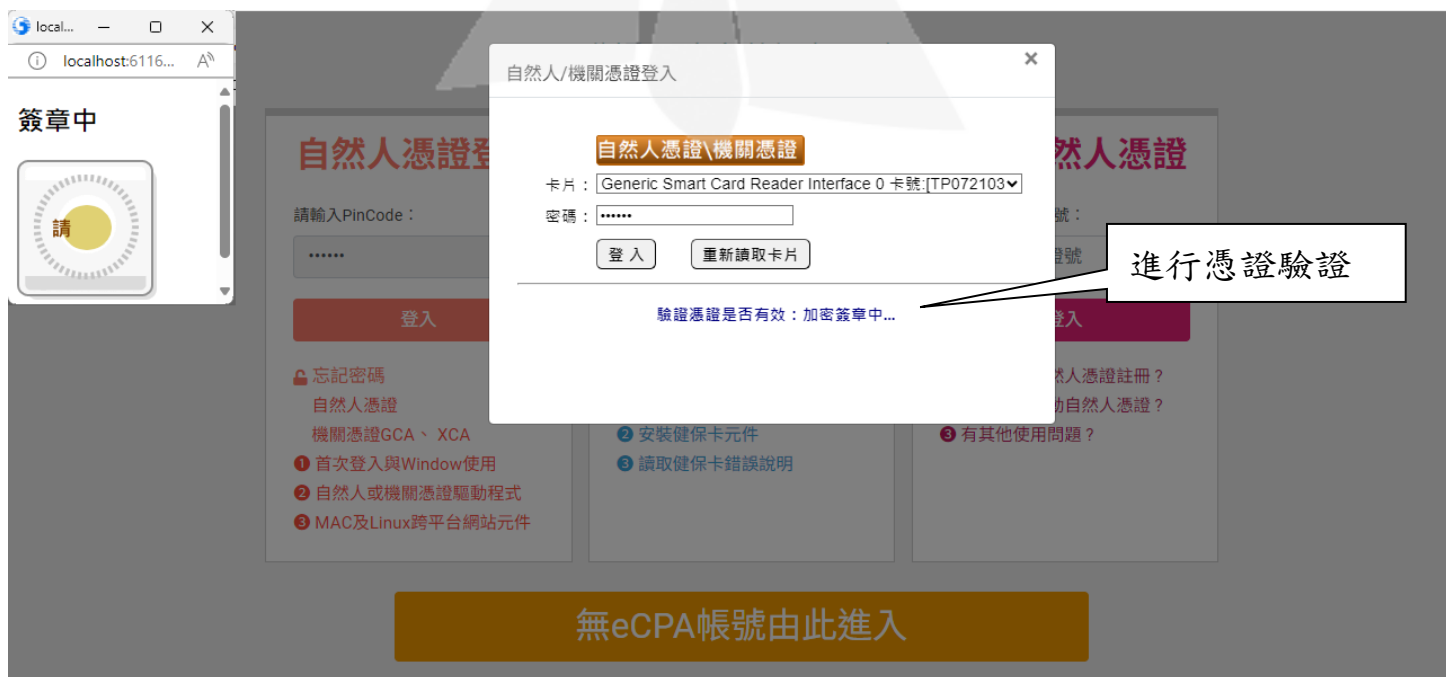 local...
localhost:6116...
簽章中
請
自然人/機關憑證登入
×
自然人憑證\機關憑證
卡片：
Generic Smart Card Reader Interface 0 卡號:[TP072103
密碼：
••••••
登 入
重新讀取卡片
驗證憑證是否有效：加密簽章中...
進行憑證驗證
自然人憑證登
請輸入PinCode：
••••••
登入
忘記密碼
自然人憑證
機關憑證GCA、 XCA
❶ 首次登入與Window使用
❷ 自然人或機關憑證驅動程式
❸ MAC及Linux跨平台網站元件
❷ 安裝健保卡元件
❸ 讀取健保卡錯誤說明
然人憑證
號：
證號
登入
然人憑證註冊？
動自然人憑證？
❸ 有其他使用問題？
無eCPA帳號由此進入